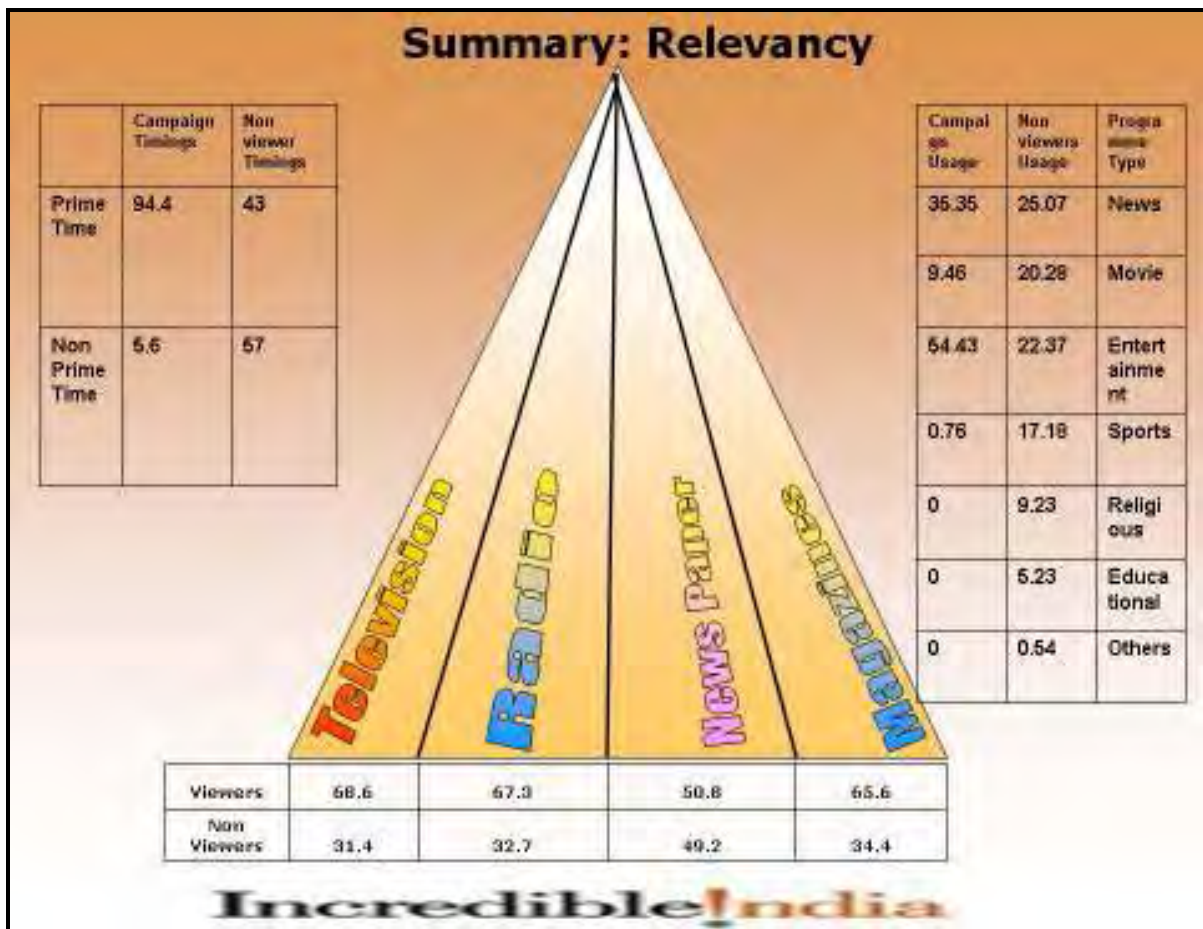 Summary: Relevancy
Campaign Timings Non viewer Timings
Prime Time 94.4 43
Non Prime Time 5.6 57
Campai gn Usage Non viewers Usage Progra mme Type
35.35 25.07 News
9.46 20.28 Movie
54.43 22.37 Entert ainme nt
0.76 17.18 Sports
0 9.23 Religi ous
0 5.23 Educa tional
0 0.54 Others
Television Radio News Paper Magazines
Viewers 68.6 67.3 50.8 65.6
Non Viewers 31.4 32.7 49.2 34.4
Incredible!ndia